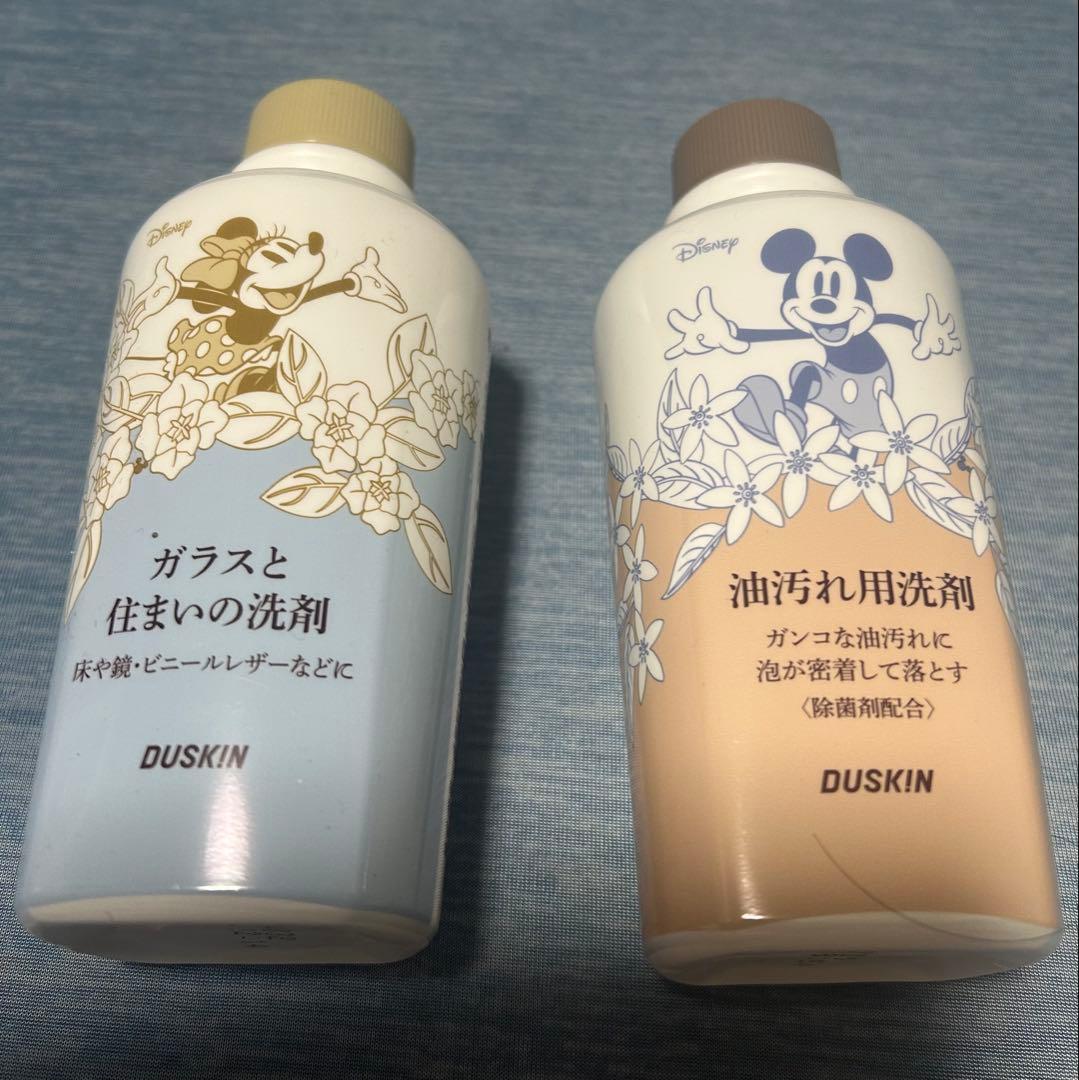 Disney
ガラスと
住まいの洗剤
床や鏡・ビニールレザーなどに
DUSK!N
Disney
油汚れ用洗剤
ガンコな油汚れに
泡が密着して落とす
〈除菌剤配合〉
DUSK!N